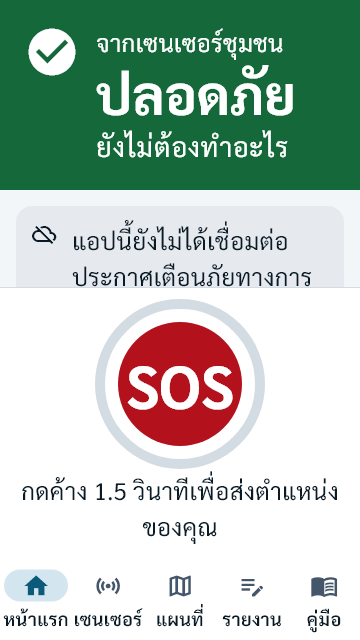 จากเซนเซอร์ชุมชน
ปลอดภัย
ยังไม่ต้องทำอะไร
แอปนี้ยังไม่ได้เชื่อมต่อ
ประกาศเตือนภัยทางการ
SOS
กดค้าง 1.5 วินาทีเพื่อส่งตำแหน่ง
ของคุณ
หน้าแรก เซนเซอร์ แผนที่ รายงาน คู่มือ